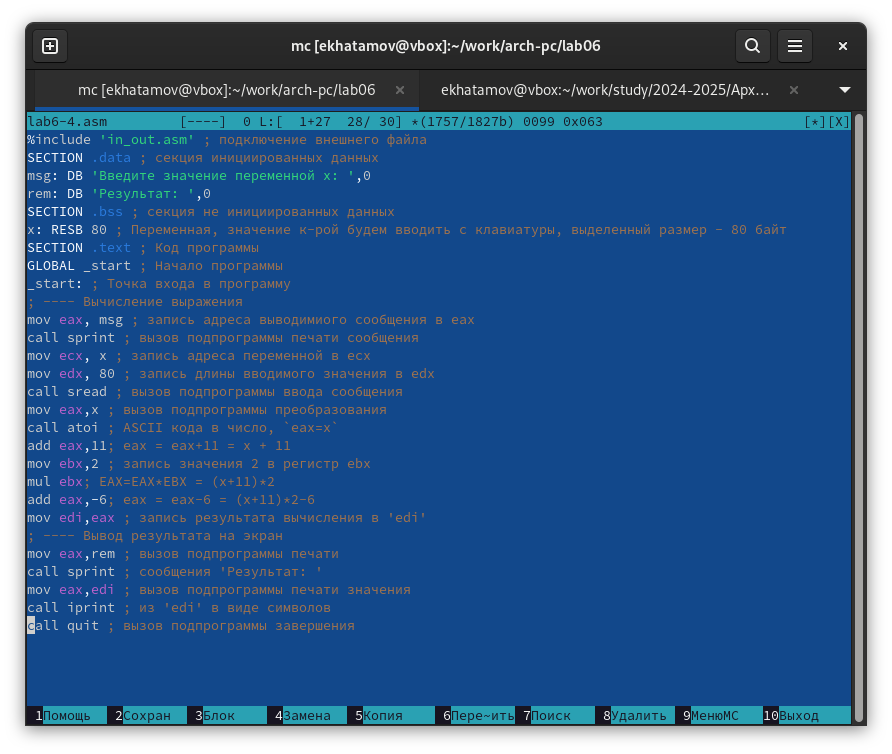 mc [ekhatamov@vbox]:~/work/arch-pc/lab06
mc [ekhatamov@vbox]:~/work/arch-pc/lab06 ekhatamov@vbox:~/work/study/2024-2025/Арх…
lab6-4.asm [----] 0 L:[ 1+27 28/ 30] *(1757/1827b) 0099 0x063 [*][X]
%include 'in_out.asm' ; подключение внешнего файла
SECTION .data ; секция инициированных данных
msg: DB 'Введите значение переменной x: ',0
rem: DB 'Результат: ',0
SECTION .bss ; секция не инициированных данных
x: RESB 80 ; Переменная, значение к-рой будем вводить с клавиатуры, выделенный размер - 80 байт
SECTION .text ; Код программы
GLOBAL _start ; Начало программы
_start: ; Точка входа в программу
; ---- Вычисление выражения
mov eax, msg ; запись адреса выводимиого сообщения в eax
call sprint ; вызов подпрограммы печати сообщения
mov ecx, x ; запись адреса переменной в ecx
mov edx, 80 ; запись длины вводимого значения в edx
call sread ; вызов подпрограммы ввода сообщения
mov eax,x ; вызов подпрограммы преобразования
call atoi ; ASCII кода в число, `eax=x`
add eax,11; eax = eax+11 = x + 11
mov ebx,2 ; запись значения 2 в регистр ebx
mul ebx; EAX=EAX*EBX = (x+11)*2
add eax,-6; eax = eax-6 = (x+11)*2-6
mov edi,eax ; запись результата вычисления в 'edi'
; ---- Вывод результата на экран
mov eax,rem ; вызов подпрограммы печати
call sprint ; сообщения 'Результат: '
mov eax,edi ; вызов подпрограммы печати значения
call iprint ; из 'edi' в виде символов
call quit ; вызов подпрограммы завершения
1Помощь 2Сохран 3Блок 4Замена 5Копия 6Пере~ить 7Поиск 8Удалить 9МенюMC 10Выход